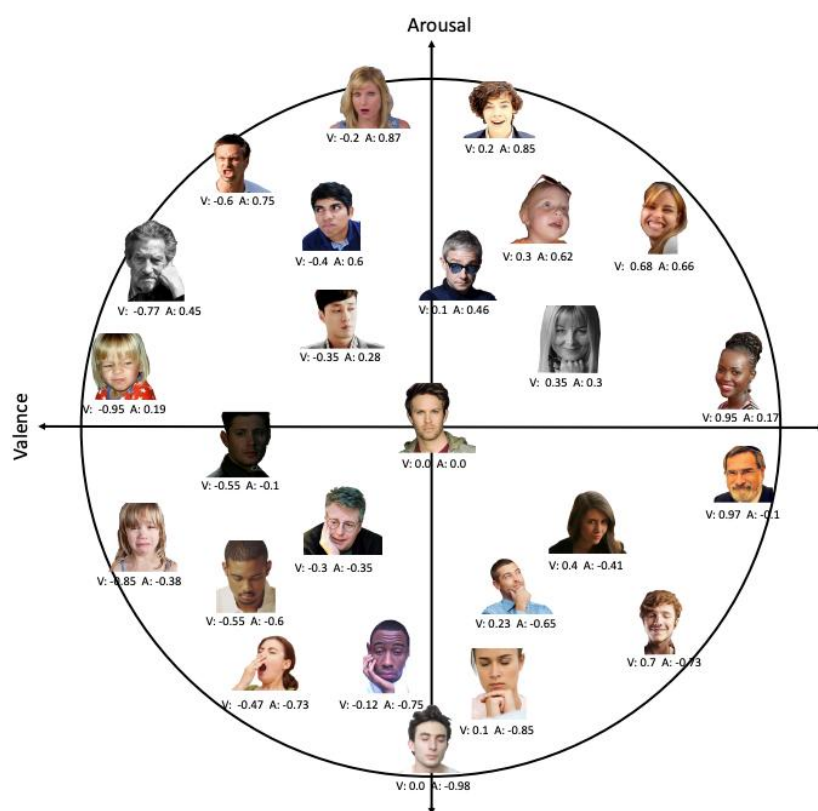 Arousal
V: -0.2 A: 0.87
V: 0.2 A: 0.85
V: -0.6 A: 0.75
V: -0.4 A: 0.6
V: 0.3 A: 0.62
V: 0.68 A: 0.66
V: -0.77 A: 0.45
V: 0.1 A: 0.46
V: -0.35 A: 0.28
V: 0.35 A: 0.3
V: -0.95 A: 0.19
V: 0.95 A: 0.17
Valence
V: 0.0 A: 0.0
V: -0.55 A: -0.1
V: 0.97 A: -0.1
V: -0.85 A: -0.38
V: -0.3 A: -0.35
V: 0.4 A: -0.41
V: -0.55 A: -0.6
V: 0.23 A: -0.65
V: 0.7 A: -0.73
V: -0.47 A: -0.73
V: -0.12 A: -0.75
V: 0.1 A: -0.85
V: 0.0 A: -0.98